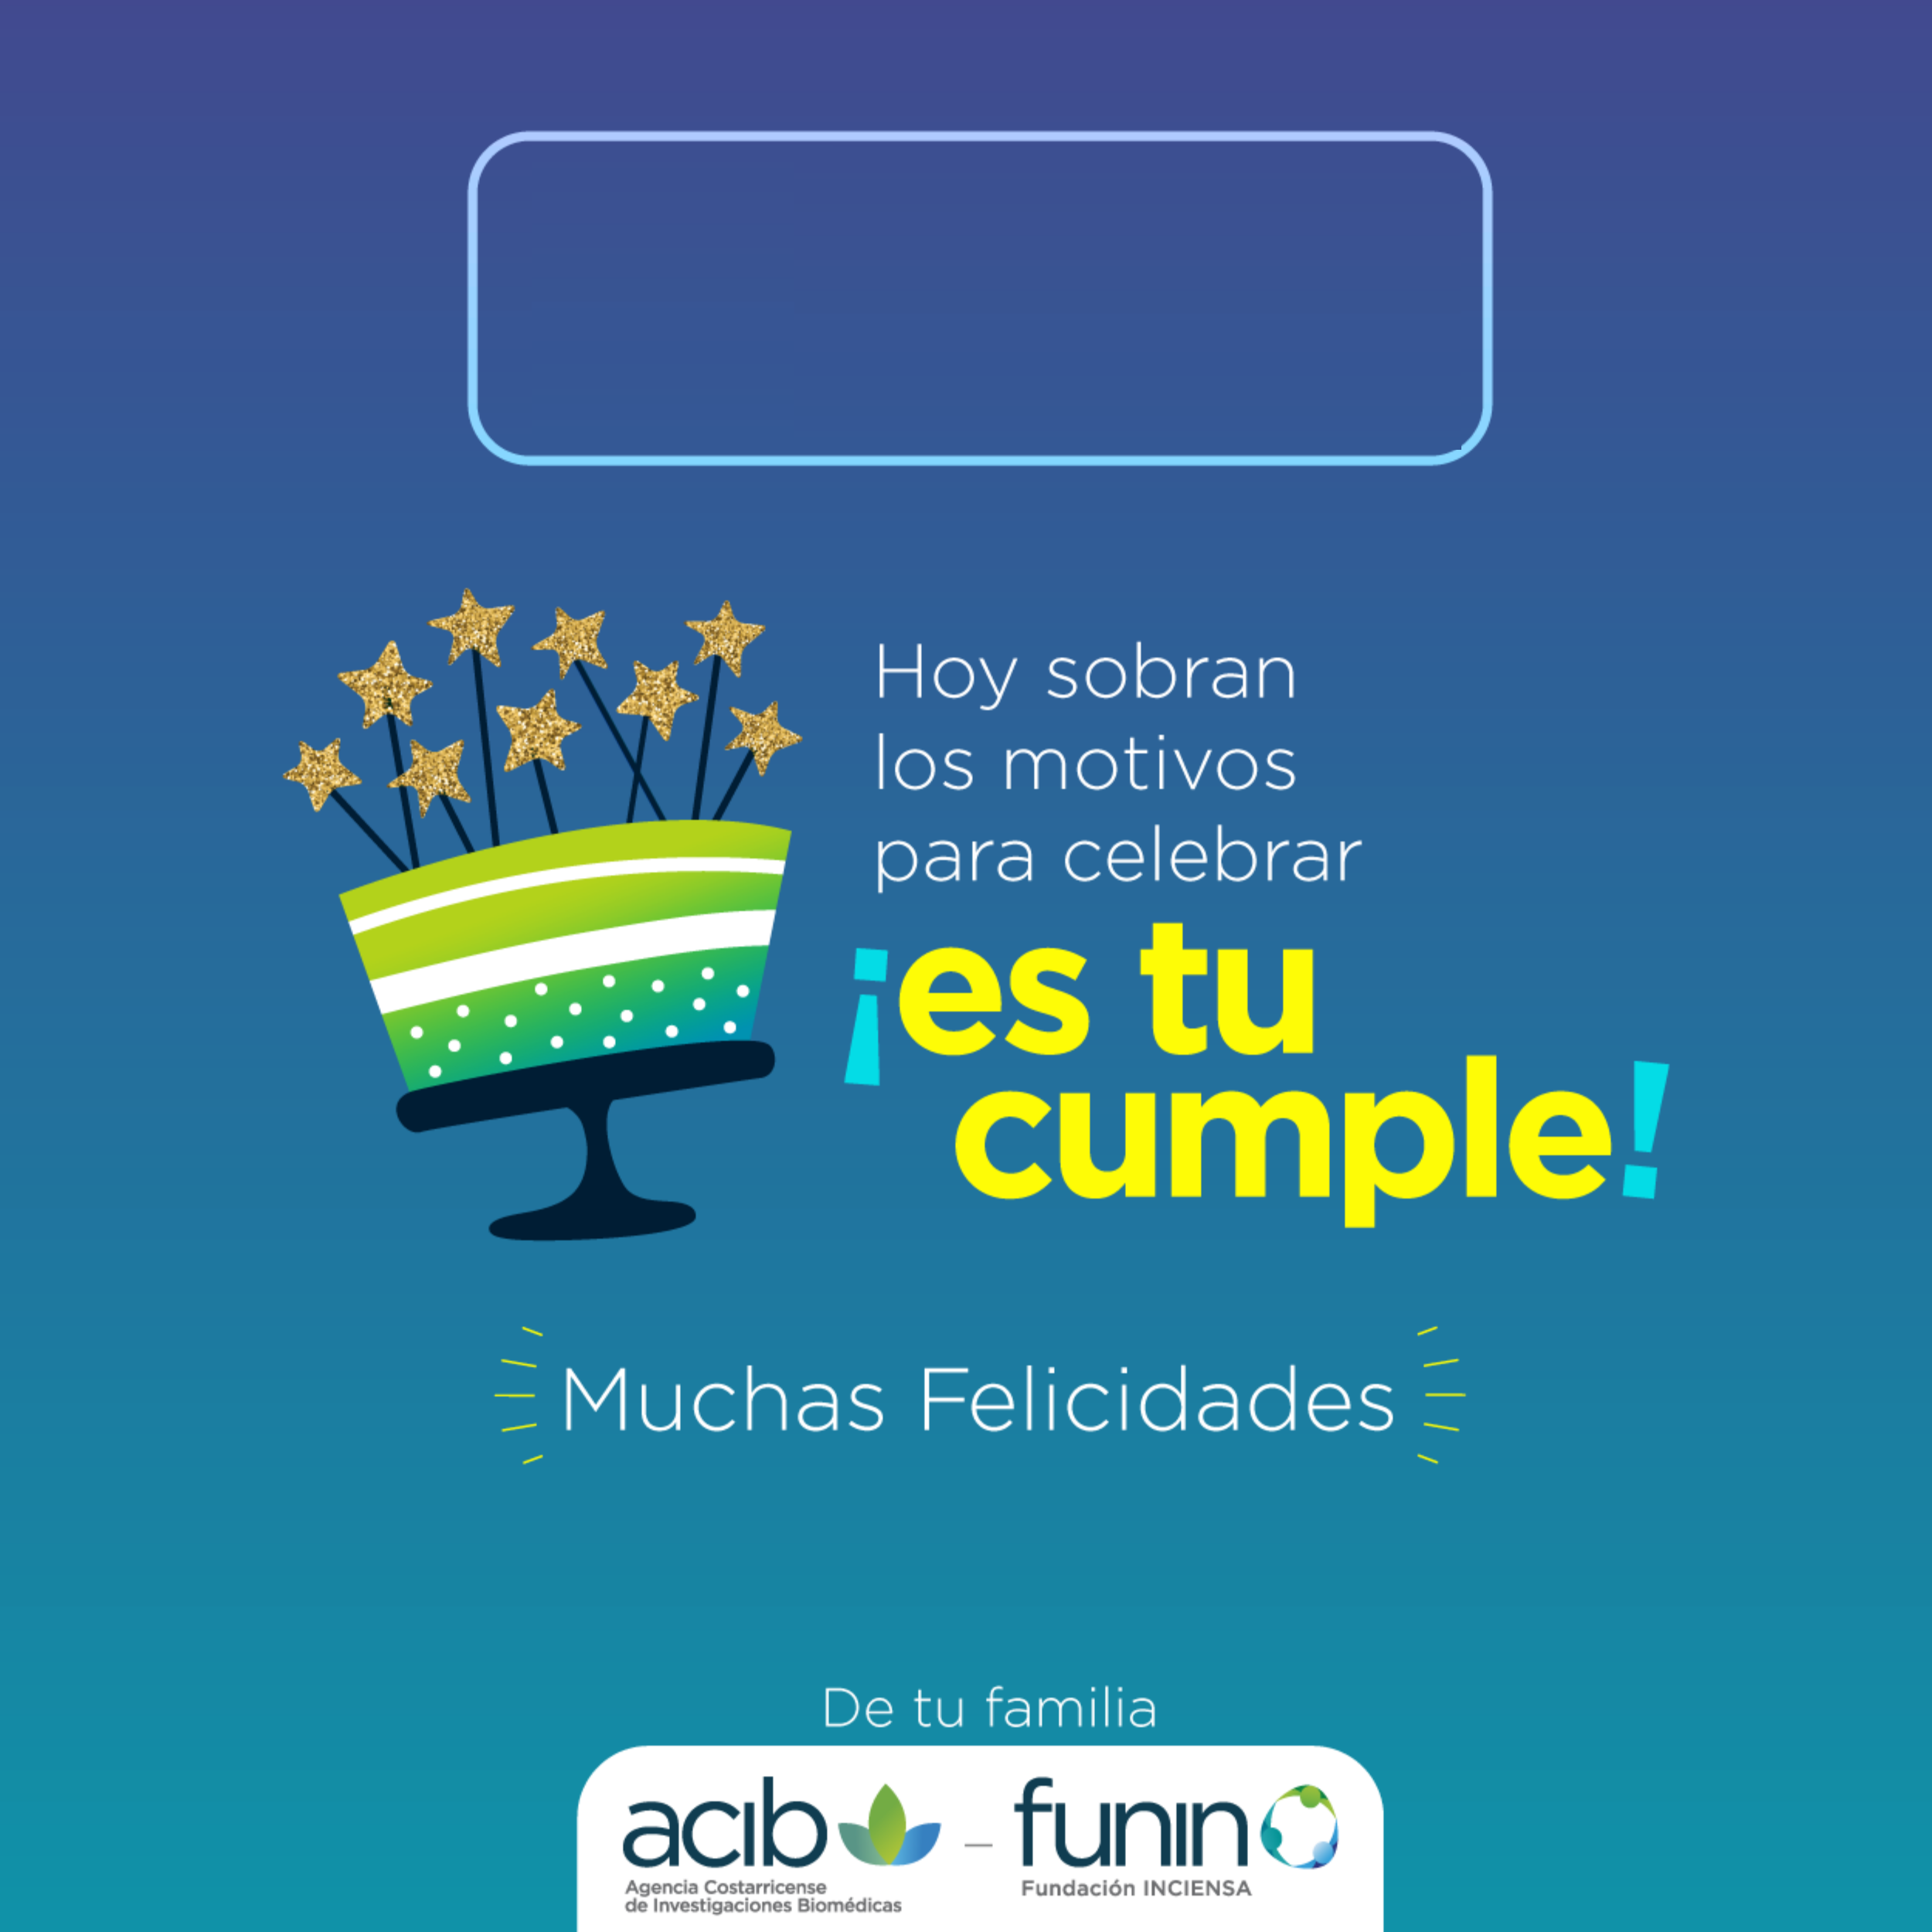 Hoy sobran
los motivos
para celebrar
¡es tu
cumple!
Muchas Felicidades
De tu familia
acib
Agencia Costarricense
de Investigaciones Biomédicas
—
funin
Fundación INCIENSA